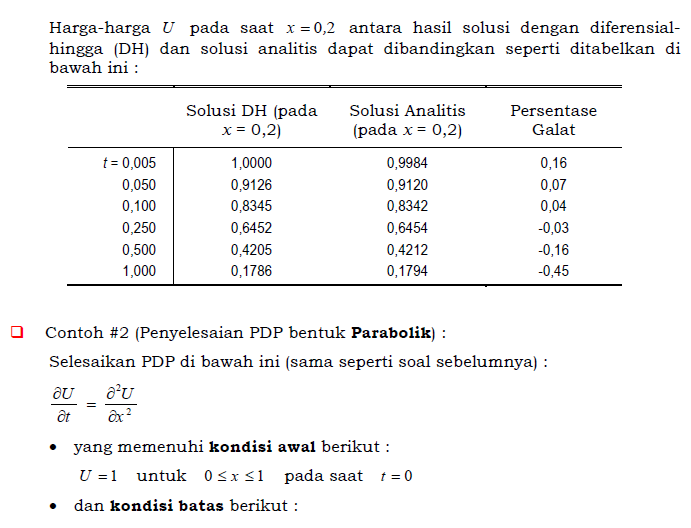 Harga-harga U pada saat x = 0,2 antara hasil solusi dengan diferensial-
hingga (DH) dan solusi analitis dapat dibandingkan seperti ditabelkan di
bawah ini :
Solusi DH (pada x = 0,2) Solusi Analitis (pada x = 0,2) Persentase Galat
t = 0,005 1,0000 0,9984 0,16
0,050 0,9126 0,9120 0,07
0,100 0,8345 0,8342 0,04
0,250 0,6452 0,6454 -0,03
0,500 0,4205 0,4212 -0,16
1,000 0,1786 0,1794 -0,45
Contoh #2 (Penyelesaian PDP bentuk Parabolik) :
Selesaikan PDP di bawah ini (sama seperti soal sebelumnya) :
∂U/∂t = ∂²U/∂x²
• yang memenuhi kondisi awal berikut :
U = 1 untuk 0 ≤ x ≤ 1 pada saat t = 0
• dan kondisi batas berikut :